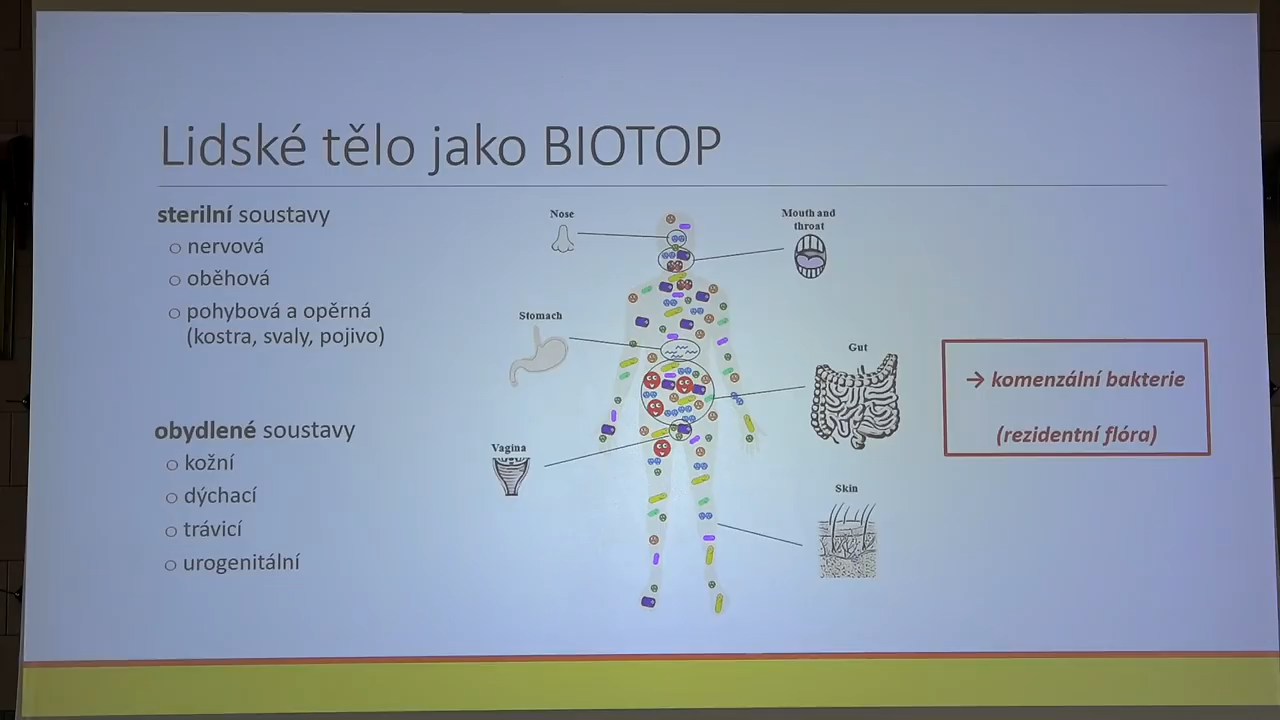 Lidské tělo jako BIOTOP
sterilní soustavy
o nervová
o oběhová
o pohybová a opěrná
(kostra, svaly, pojivo)
obydlené soustavy
o kožní
o dýchací
o trávicí
o urogenitální
Nose
Mouth and
throat
Stomach
Gut
Vagina
Skin
→ komenzální bakterie
(rezidentní flóra)